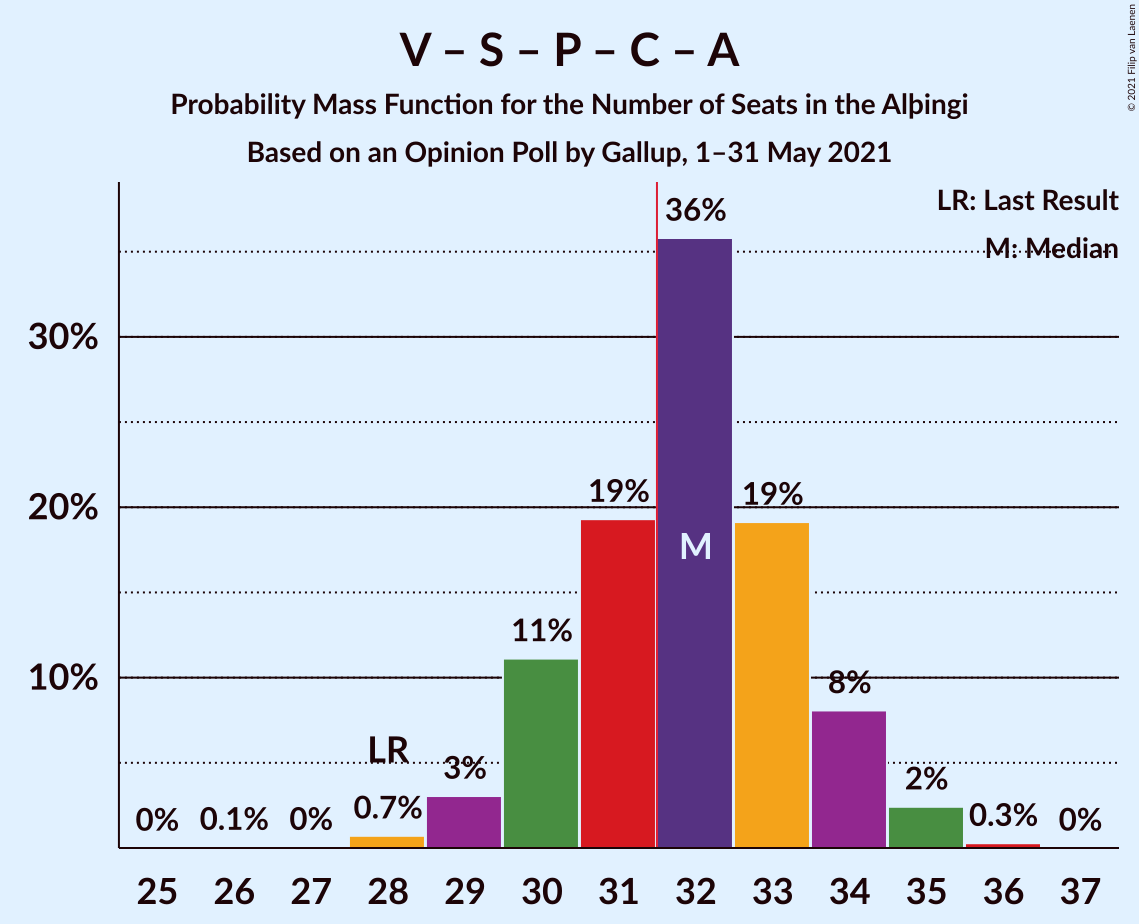 V – S – P – C – A
Probability Mass Function for the Number of Seats in the Alþingi
Based on an Opinion Poll by Gallup, 1–31 May 2021
© 2021 Filip van Laenen
LR: Last Result
M: Median
30%
20%
10%
0%
0.1%
0%
LR
0.7%
3%
11%
19%
36%
M
19%
8%
2%
0.3%
0%
25 26 27 28 29 30 31 32 33 34 35 36 37